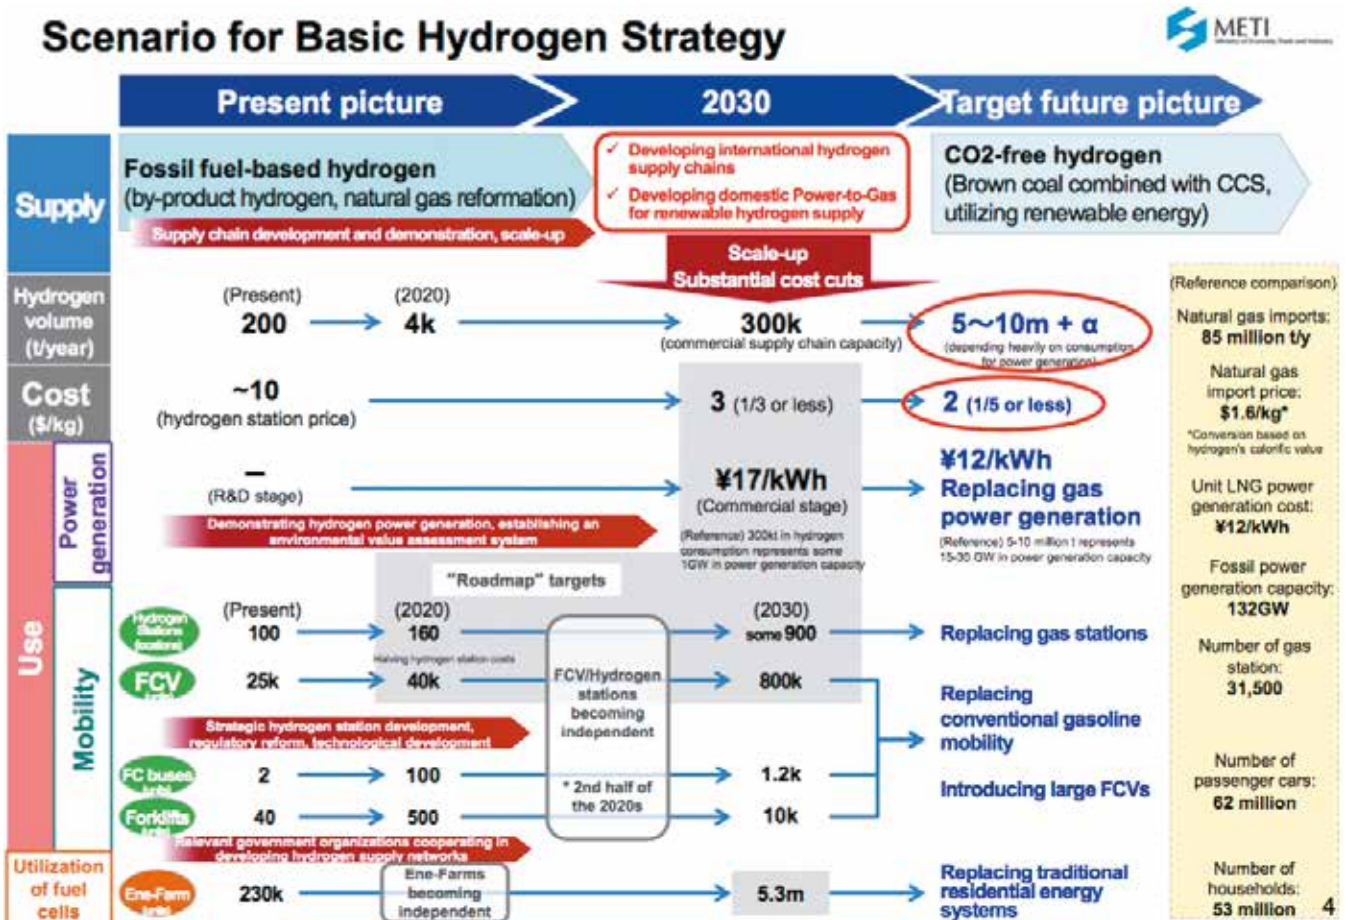 Scenario for Basic Hydrogen Strategy
METI
Ministry of Economy, Trade and Industry
Present picture
2030
Target future picture
Supply
Fossil fuel-based hydrogen
(by-product hydrogen, natural gas reformation)
Supply chain development and demonstration, scale-up
✓ Developing international hydrogen
supply chains
✓ Developing domestic Power-to-Gas
for renewable hydrogen supply
CO2-free hydrogen
(Brown coal combined with CCS,
utilizing renewable energy)
Scale-up
Substantial cost cuts
Hydrogen
volume
(t/year)
(Present)
200
(2020)
4k
300k
(commercial supply chain capacity)
5～10m + α
(depending heavily on consumption
for power generation)
Cost
($/kg)
~10
(hydrogen station price)
3 (1/3 or less)
2 (1/5 or less)
Use
Power
generation
–
(R&D stage)
Demonstrating hydrogen power generation, establishing an
environmental value assessment system
¥17/kWh
(Commercial stage)
(Reference) 300kt in hydrogen
consumption represents some
1GW in power generation capacity
¥12/kWh
Replacing gas
power generation
(Reference) 5-10 million t represents
15-30 GW in power generation capacity
"Roadmap" targets
Mobility
Hydrogen
Stations
(locations)
(Present)
100
(2020)
160
Halving hydrogen station costs
(2030)
some 900
Replacing gas stations
FCV
25k
40k
FCV/Hydrogen
stations
becoming
independent
* 2nd half of
the 2020s
800k
Strategic hydrogen station development,
regulatory reform, technological development
Replacing
conventional gasoline
mobility
FC buses
(units)
2
100
1.2k
Introducing large FCVs
Forklifts
(units)
40
500
10k
Relevant government organizations cooperating in
developing hydrogen supply networks
Utilization
of fuel
cells
Ene-Farm
(units)
230k
Ene-Farms
becoming
independent
5.3m
Replacing traditional
residential energy
systems
(Reference comparison)
Natural gas imports:
85 million t/y
Natural gas
import price:
$1.6/kg*
*Conversion based on
hydrogen's calorific value
Unit LNG power
generation cost:
¥12/kWh
Fossil power
generation capacity:
132GW
Number of gas
station:
31,500
Number of
passenger cars:
62 million
Number of
households:
53 million
4